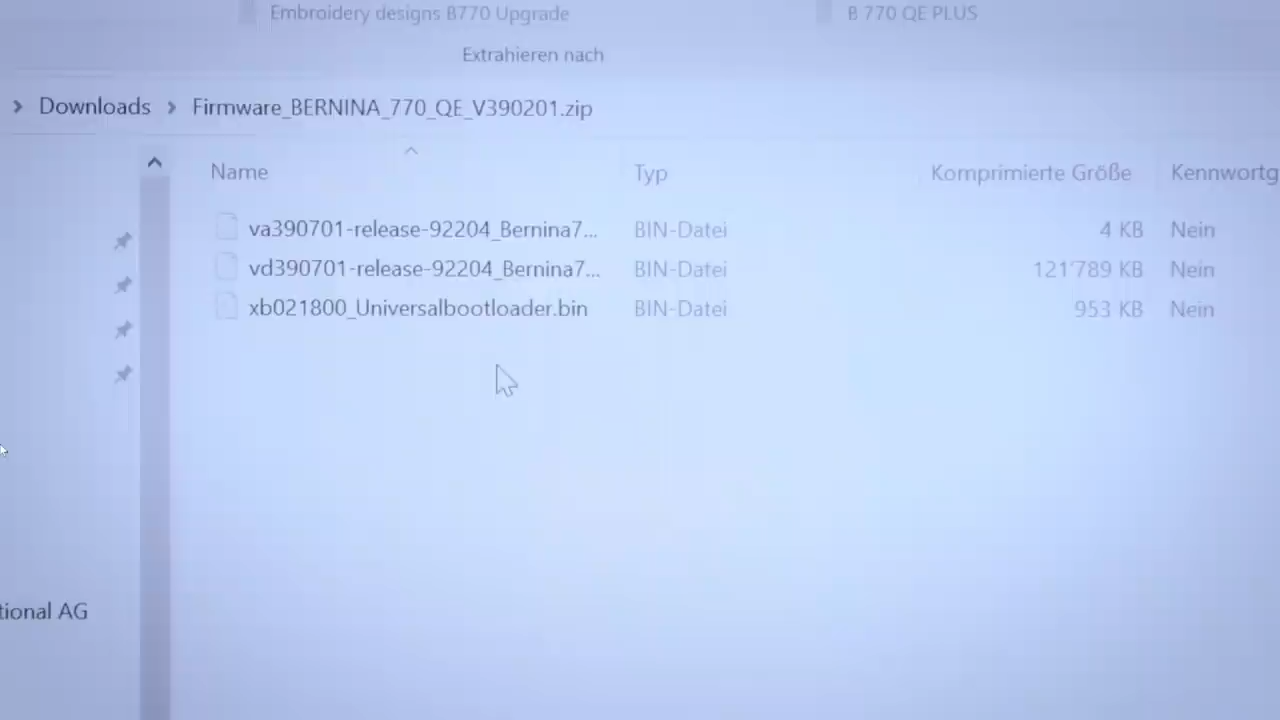 Embroidery designs B770 Upgrade B 770 QE PLUS
Extrahieren nach
Downloads Firmware_BERNINA_770_QE_V390201.zip
Name Typ Komprimierte Größe Kennwortg
va390701-release-92204_Bernina7... BIN-Datei 4 KB Nein
vd390701-release-92204_Bernina7... BIN-Datei 121'789 KB Nein
xb021800_Universalbootloader.bin BIN-Datei 953 KB Nein
tional AG